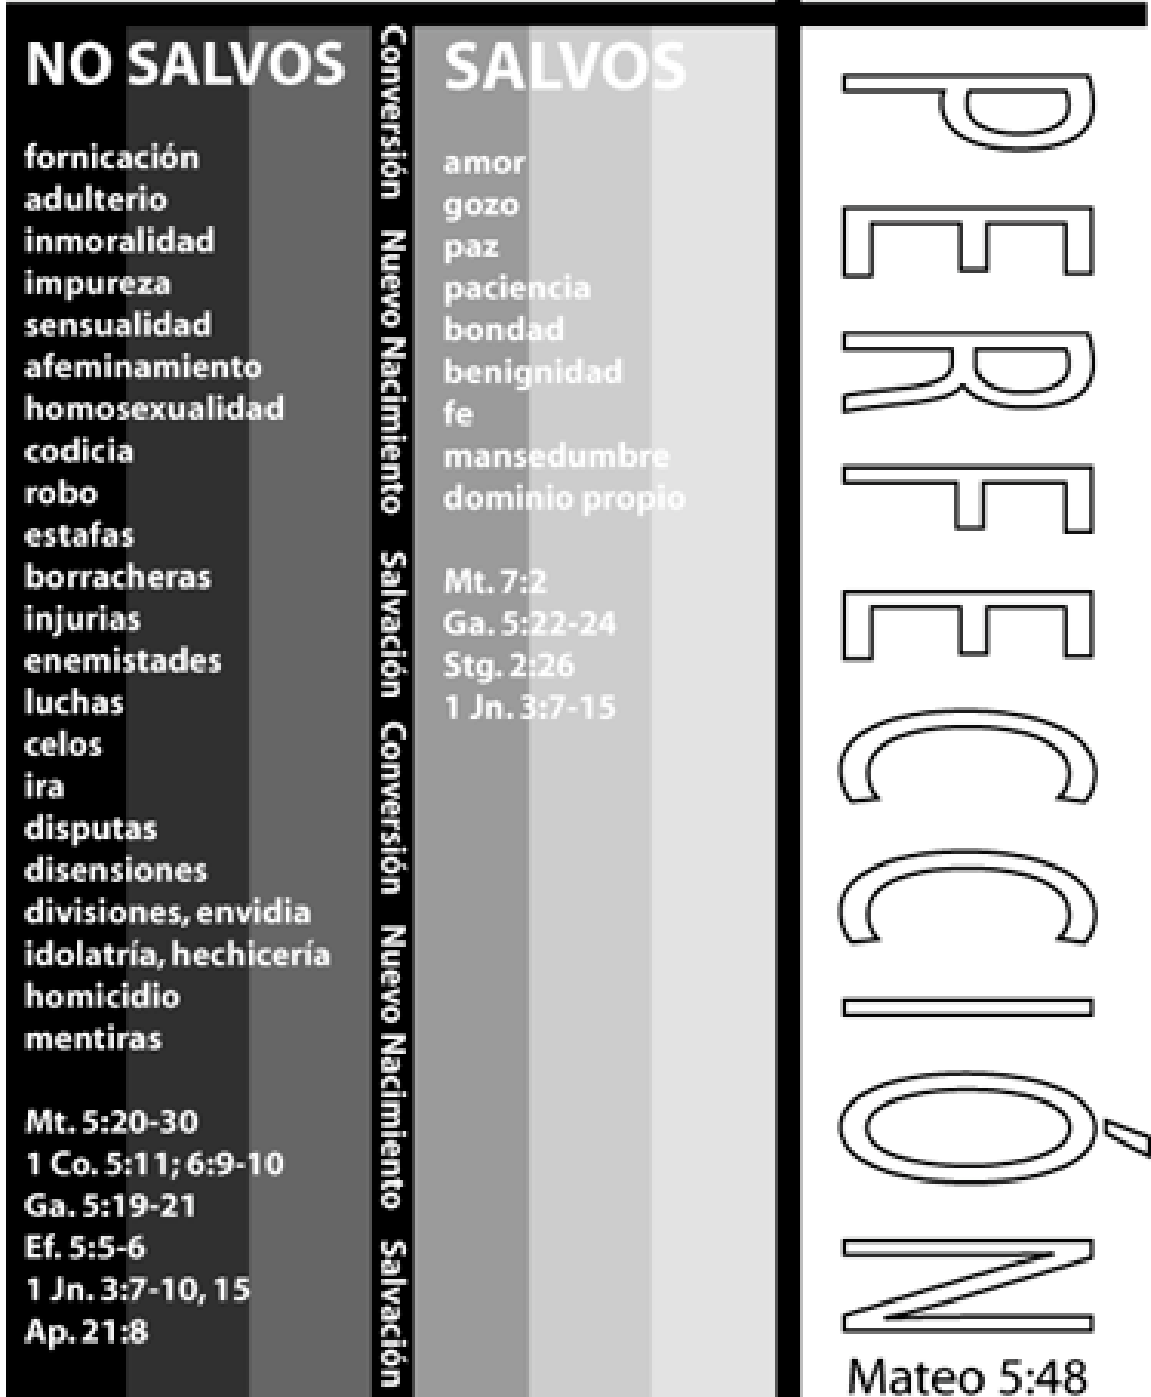 NO SALVOS
fornicación
adulterio
inmoralidad
impureza
sensualidad
afeminamiento
homosexualidad
codicia
robo
estafas
borracheras
injurias
enemistades
luchas
celos
ira
disputas
disensiones
divisiones, envidia
idolatría, hechicería
homicidio
mentiras
Mt. 5:20-30
1 Co. 5:11; 6:9-10
Ga. 5:19-21
Ef. 5:5-6
1 Jn. 3:7-10, 15
Ap. 21:8
Conversión Nuevo Nacimiento Salvación Conversión Nuevo Nacimiento Salvación
SALVOS
amor
gozo
paz
paciencia
bondad
benignidad
fe
mansedumbre
dominio propio
Mt. 7:2
Ga. 5:22-24
Stg. 2:26
1 Jn. 3:7-15
PERFECCIÓN
Mateo 5:48